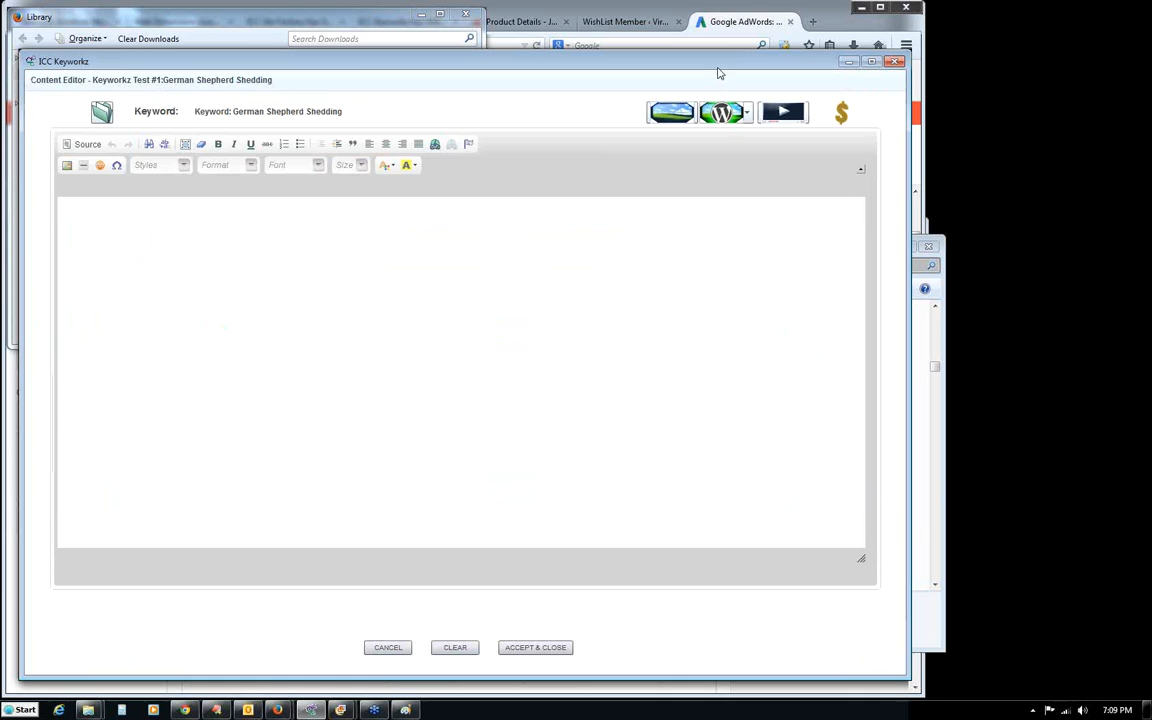 Library
Product Details - J...
WishList Member - Vir...
Google AdWords: ...
Organize
Clear Downloads
Search Downloads
Google
ICC Keyworkz
Content Editor - Keyworkz Test #1:German Shepherd Shedding
Keyword:
Keyword: German Shepherd Shedding
Source
Styles
Format
Font
Size
CANCEL
CLEAR
ACCEPT & CLOSE
Start
7:09 PM